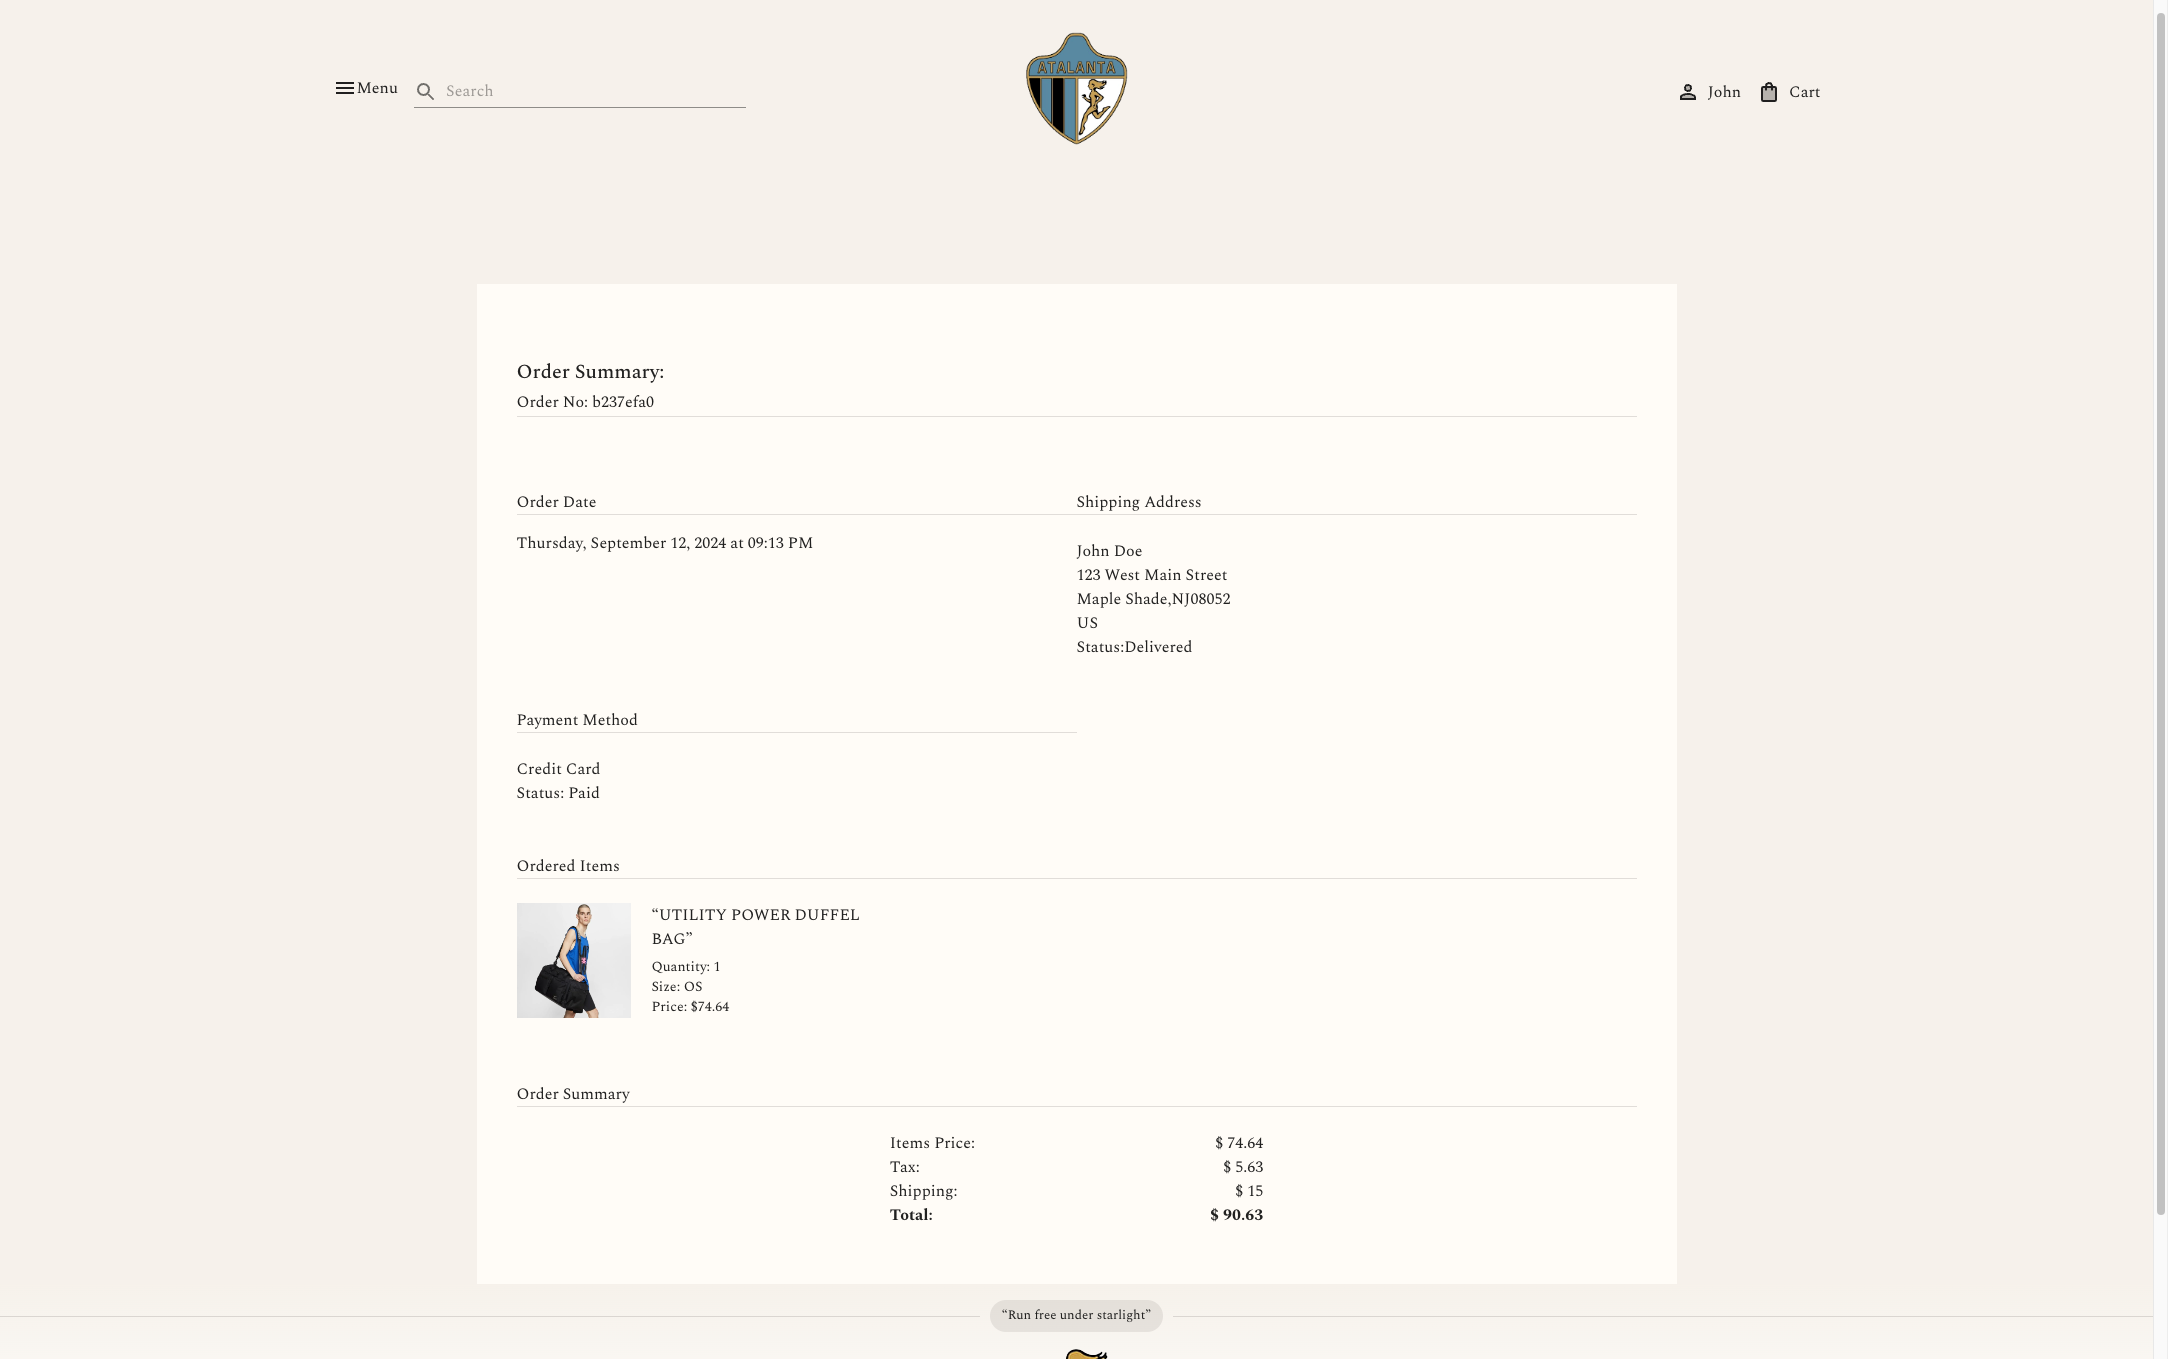 Menu
Search
ATALANTA
John
Cart
Order Summary:
Order No: b237efa0
Order Date
Thursday, September 12, 2024 at 09:13 PM
Shipping Address
John Doe
123 West Main Street
Maple Shade,NJ08052
US
Status:Delivered
Payment Method
Credit Card
Status: Paid
Ordered Items
“UTILITY POWER DUFFEL
BAG”
Quantity: 1
Size: OS
Price: $74.64
Order Summary
Items Price: $ 74.64
Tax: $ 5.63
Shipping: $ 15
Total: $ 90.63
“Run free under starlight”